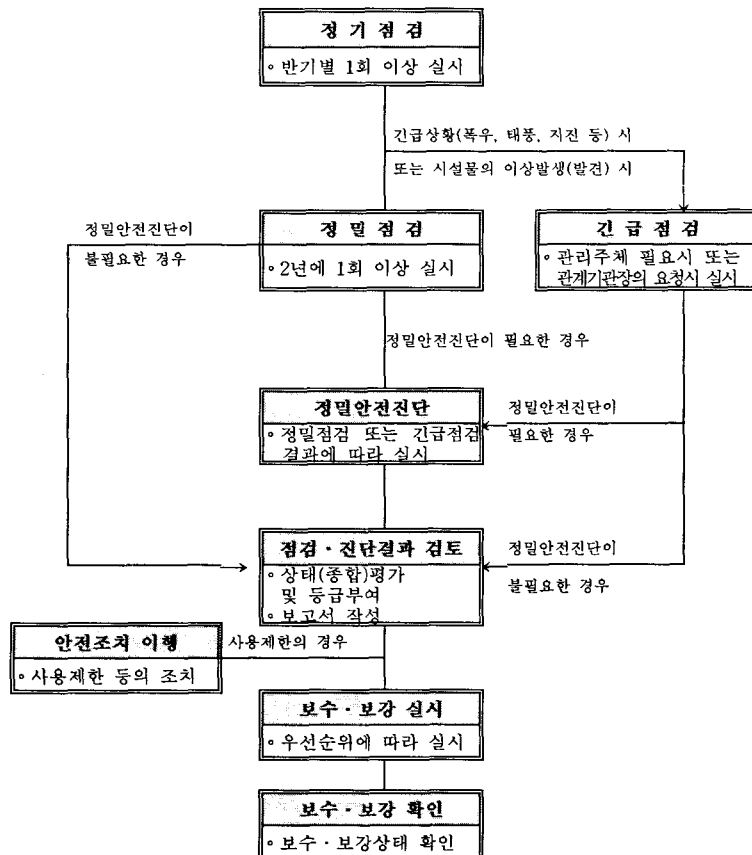 정 기 점 검
◦ 반기별 1회 이상 실시
긴급상황(폭우, 태풍, 지진 등) 시
또는 시설물의 이상발생(발견) 시
정밀안전진단이
불필요한 경우
정 밀 점 검
◦ 2년에 1회 이상 실시
긴 급 점 검
◦ 관리주체 필요시 또는
관계기관장의 요청시 실시
정밀안전진단이 필요한 경우
정밀안전진단
◦ 정밀점검 또는 긴급점검
결과에 따라 실시
정밀안전진단이
필요한 경우
점검 · 진단결과 검토
◦ 상태(종합)평가
및 등급부여
◦ 보고서 작성
정밀안전진단이
불필요한 경우
안전조치 이행
◦ 사용제한 등의 조치
사용제한의 경우
보수 · 보강 실시
◦ 우선순위에 따라 실시
보수 · 보강 확인
◦ 보수 · 보강상태 확인